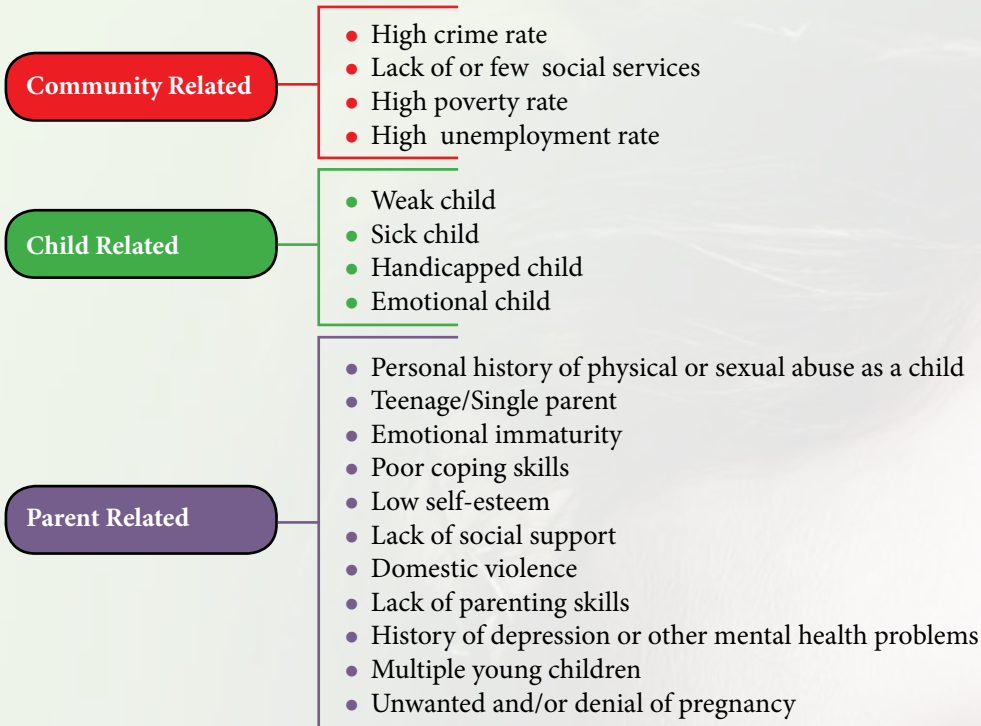 Community Related
• High crime rate
• Lack of or few social services
• High poverty rate
• High unemployment rate
Child Related
• Weak child
• Sick child
• Handicapped child
• Emotional child
Parent Related
• Personal history of physical or sexual abuse as a child
• Teenage/Single parent
• Emotional immaturity
• Poor coping skills
• Low self-esteem
• Lack of social support
• Domestic violence
• Lack of parenting skills
• History of depression or other mental health problems
• Multiple young children
• Unwanted and/or denial of pregnancy